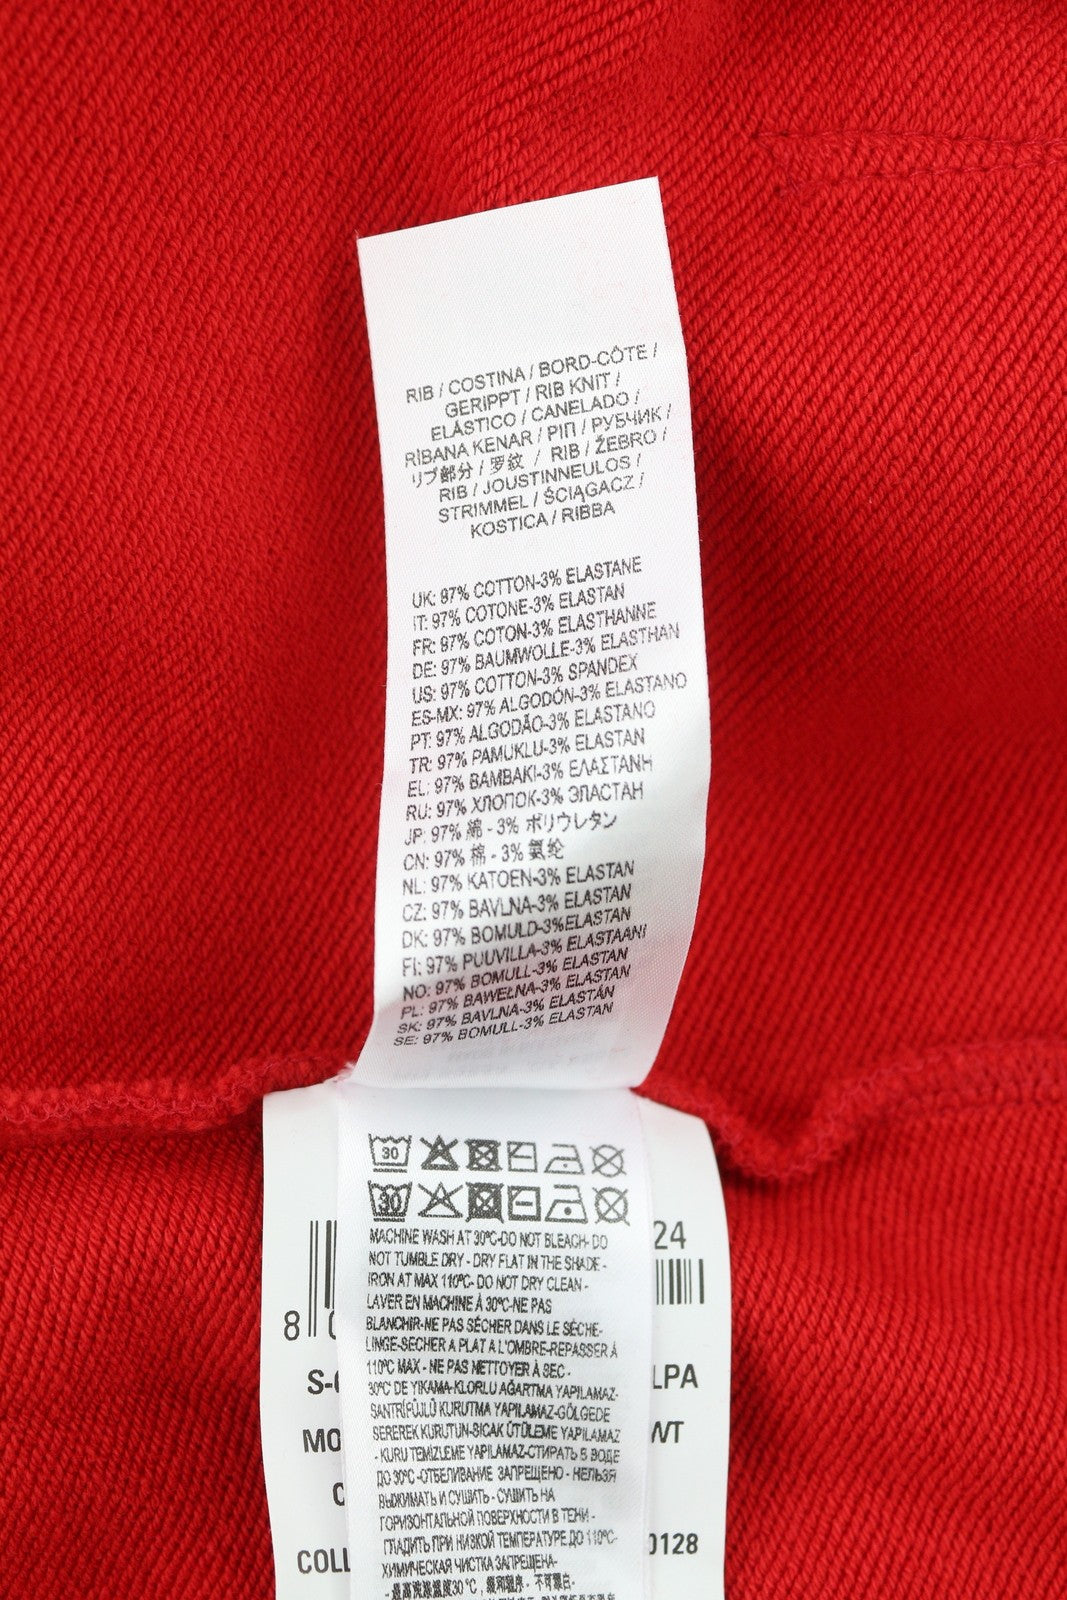 RIB / COSTINA / BORD-CÔTE /
GERIPPT / RIB KNIT /
ELÁSTICO / CANELADO /
RİBANA KENAR / ΡΙΠ / РУБЧИК /
リブ部分 / 罗纹 / RIB / ŽEBRO /
RIB / JOUSTINNEULOS /
STRIMMEL / ŚCIĄGACZ /
KOSTICA / RIBBA
UK: 97% COTTON-3% ELASTANE
IT: 97% COTONE-3% ELASTAN
FR: 97% COTON-3% ELASTHANNE
DE: 97% BAUMWOLLE-3% ELASTHAN
US: 97% COTTON-3% SPANDEX
ES-MX: 97% ALGODÓN-3% ELASTANO
PT: 97% ALGODÃO-3% ELASTANO
TR: 97% PAMUKLU-3% ELASTAN
EL: 97% ΒΑΜΒΑΚΙ-3% ΕΛΑΣΤΑΝΗ
RU: 97% ХЛОПОК-3% ЭЛАСТАН
JP: 97% 綿 - 3% ポリウレタン
CN: 97% 棉 - 3% 氨纶
NL: 97% KATOEN-3% ELASTAN
CZ: 97% BAVLNA-3% ELASTAN
DK: 97% BOMULD-3%ELASTAN
FI: 97% PUUVILLA-3% ELASTAANI
NO: 97% BOMULL-3% ELASTAN
PL: 97% BAWEŁNA-3% ELASTAN
SK: 97% BAVLNA-3% ELASTÁN
SE: 97% BOMULL-3% ELASTAN
30
30
MACHINE WASH AT 30°C-DO NOT BLEACH- DO
NOT TUMBLE DRY - DRY FLAT IN THE SHADE -
IRON AT MAX 110°C- DO NOT DRY CLEAN -
LAVER EN MACHINE À 30°C-NE PAS
BLANCHIR-NE PAS SÉCHER DANS LE SÈCHE-
LINGE-SECHER A PLAT A L'OMBRE-REPASSER À
110°C MAX - NE PAS NETTOYER À SEC -
30°C DE YIKAMA-KLORLU AĞARTMA YAPILAMAZ-
SANTRİFÜJLÜ KURUTMA YAPILAMAZ-GÖLGEDE
SEREREK KURUTUN-SICAK ÜTÜLEME YAPILAMAZ
- KURU TEMİZLEME YAPILAMAZ-СТИРАТЬ В ВОДЕ
ДО 30°C -ОТБЕЛИВАНИЕ ЗАПРЕЩЕНО - НЕЛЬЗЯ
ВЫЖИМАТЬ И СУШИТЬ - СУШИТЬ НА
ГОРИЗОНТАЛЬНОЙ ПОВЕРХНОСТИ В ТЕНИ -
ГЛАДИТЬ ПРИ НИЗКОЙ ТЕМПЕРАТУРЕ ДО 110°C-
ХИМИЧЕСКАЯ ЧИСТКА ЗАПРЕЩЕНА-
24
8
S-
LPA
MO
WT
C
COLL
0128